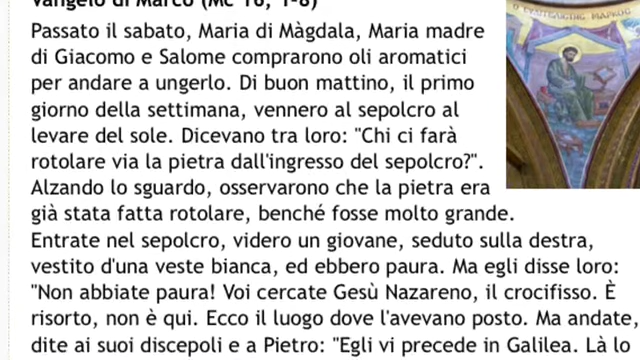 Vangelo di Marco (Mc 16, 1-8)
Ο ΕΥΑΓΓΕΛΙΣΤΗΣ ΜΑΡΚΟΣ
Passato il sabato, Maria di Màgdala, Maria madre
di Giacomo e Salome comprarono oli aromatici
per andare a ungerlo. Di buon mattino, il primo
giorno della settimana, vennero al sepolcro al
levare del sole. Dicevano tra loro: "Chi ci farà
rotolare via la pietra dall'ingresso del sepolcro?".
Alzando lo sguardo, osservarono che la pietra era
già stata fatta rotolare, benché fosse molto grande.
Entrate nel sepolcro, videro un giovane, seduto sulla destra,
vestito d'una veste bianca, ed ebbero paura. Ma egli disse loro:
"Non abbiate paura! Voi cercate Gesù Nazareno, il crocifisso. È
risorto, non è qui. Ecco il luogo dove l'avevano posto. Ma andate,
dite ai suoi discepoli e a Pietro: "Egli vi precede in Galilea. Là lo